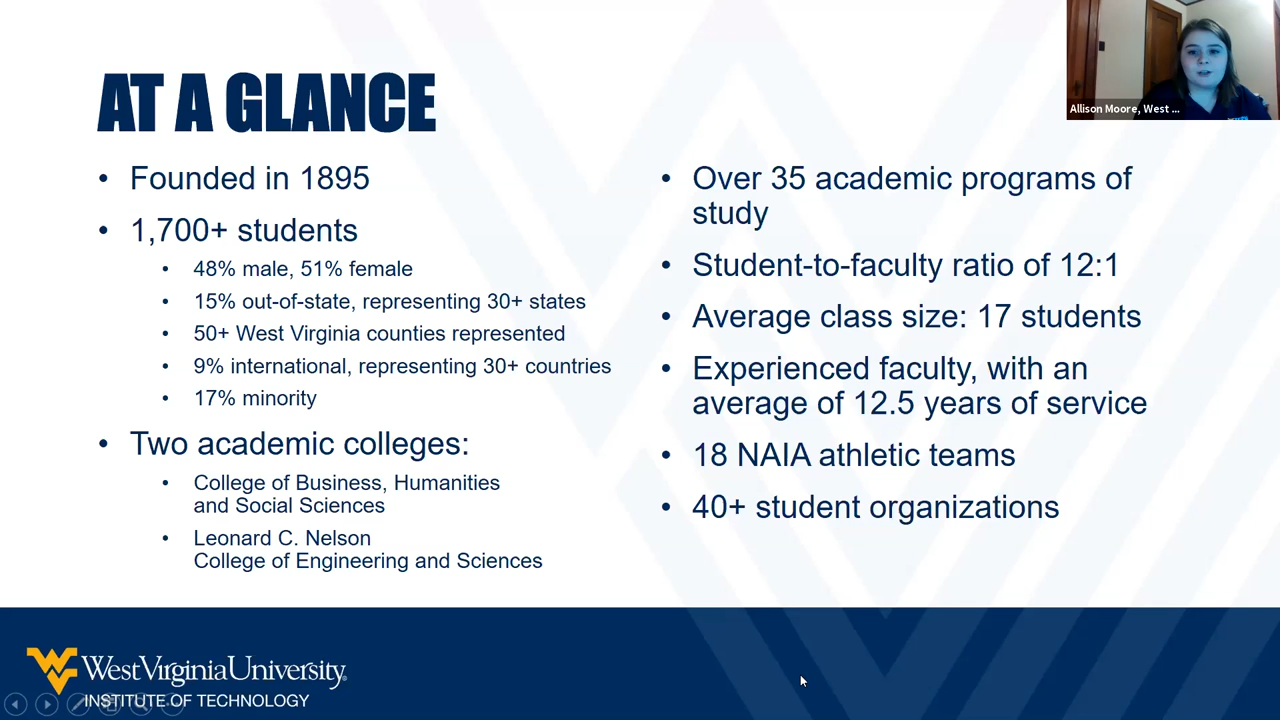 AT A GLANCE
• Founded in 1895
• 1,700+ students
• 48% male, 51% female
• 15% out-of-state, representing 30+ states
• 50+ West Virginia counties represented
• 9% international, representing 30+ countries
• 17% minority
• Two academic colleges:
• College of Business, Humanities
and Social Sciences
• Leonard C. Nelson
College of Engineering and Sciences
• Over 35 academic programs of
study
• Student-to-faculty ratio of 12:1
• Average class size: 17 students
• Experienced faculty, with an
average of 12.5 years of service
• 18 NAIA athletic teams
• 40+ student organizations
Allison Moore, West ...
WestVirginiaUniversity®
INSTITUTE OF TECHNOLOGY